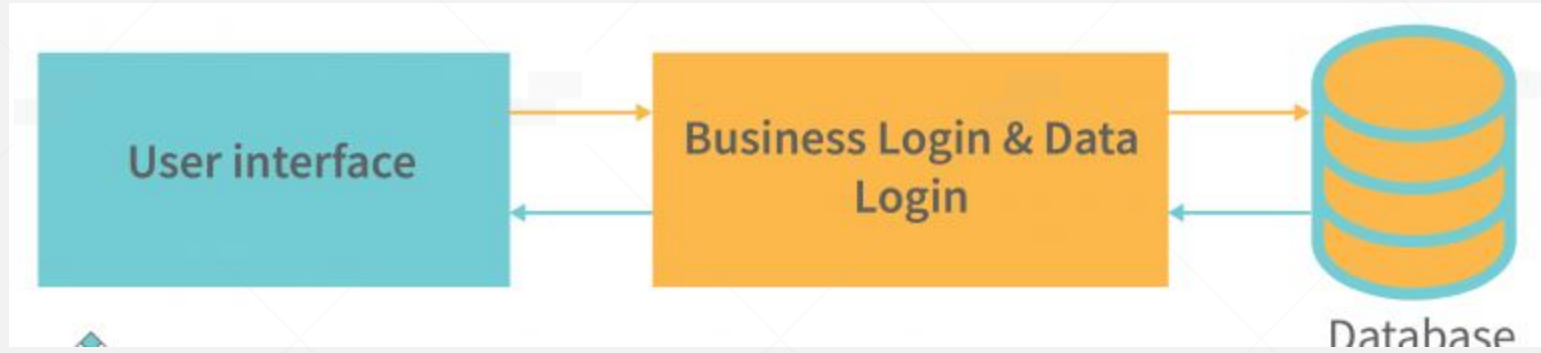 User interface
Business Login & Data
Login
Database